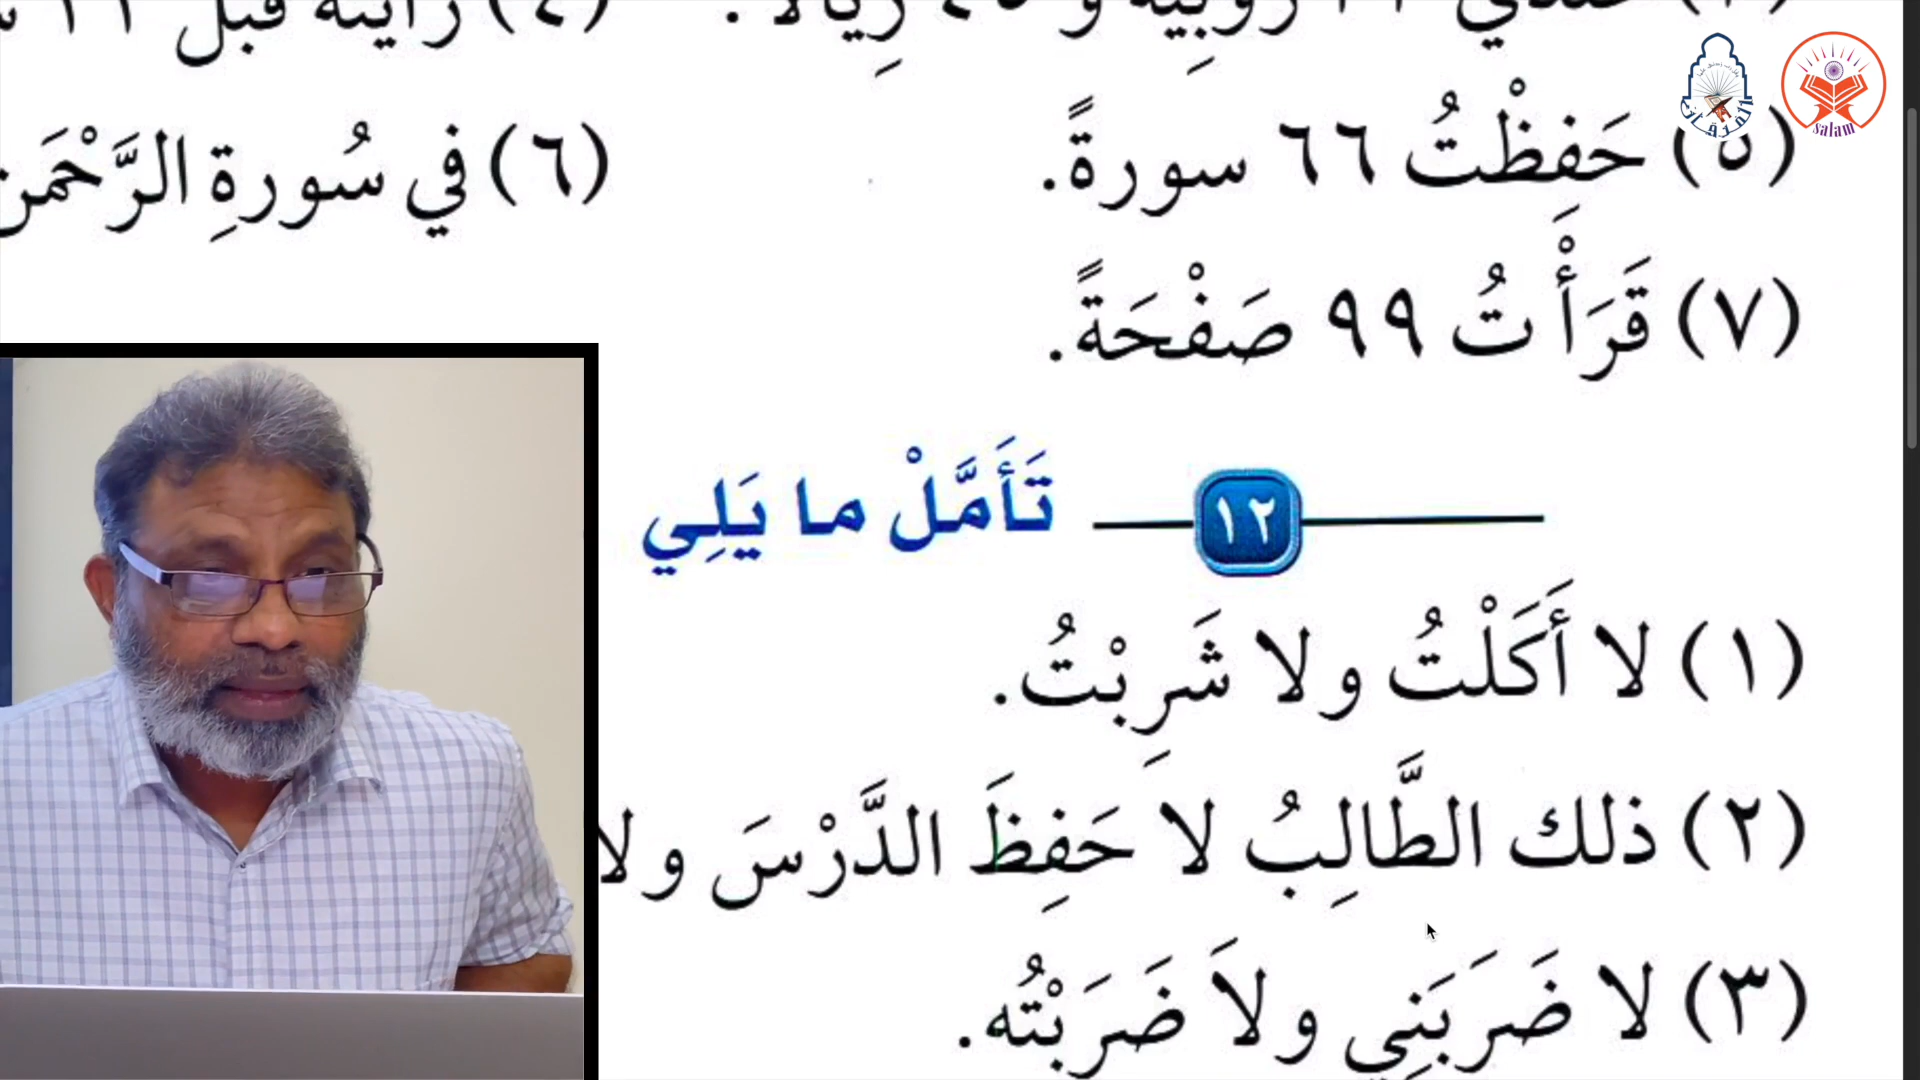 (٥) حَفِظْتُ ٦٦ سورةً. (٦) في سُورةِ الرَّحْمَن
(٧) قَرَأْتُ ٩٩ صَفْحَةً.
١٢ تَأَمَّلْ ما يَلِي
(١) لا أَكَلْتُ ولا شَرِبْتُ.
(٢) ذلك الطَّالِبُ لا حَفِظَ الدَّرْسَ ولا
(٣) لا ضَرَبَنِي ولاَ ضَرَبْتُه.
salam